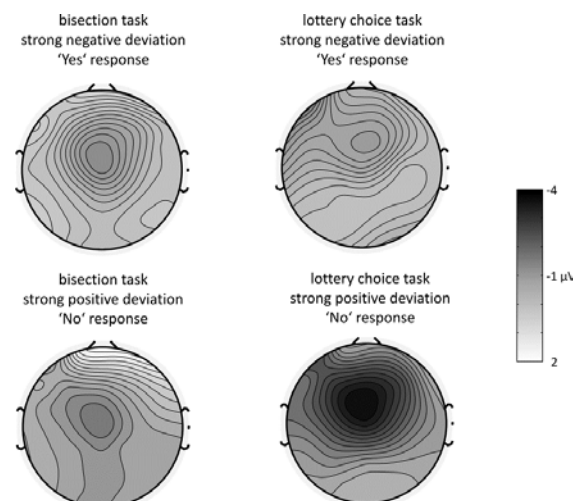 bisection task
strong negative deviation
‘Yes‘ response
lottery choice task
strong negative deviation
‘Yes‘ response
-4
-1 μV
2
bisection task
strong positive deviation
‘No‘ response
lottery choice task
strong positive deviation
‘No‘ response